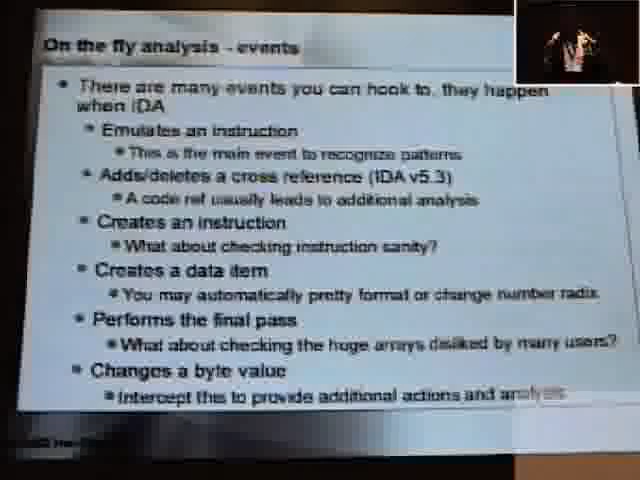 On the fly analysis - events
• There are many events you can hook to, they happen
when IDA
• Emulates an instruction
• This is the main event to recognize patterns
• Adds/deletes a cross reference (IDA v5.3)
• A code ref usually leads to additional analysis
• Creates an instruction
• What about checking instruction sanity?
• Creates a data item
• You may automatically pretty format or change number radix
• Performs the final pass
• What about checking the huge arrays disliked by many users?
• Changes a byte value
• Intercept this to provide additional actions and analysis